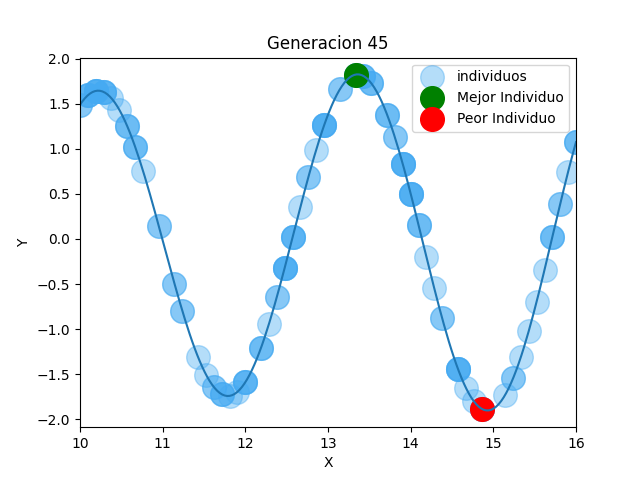 Generacion 45
individuos
Mejor Individuo
Peor Individuo
Y
2.0
1.5
1.0
0.5
0.0
−0.5
−1.0
−1.5
−2.0
10 11 12 13 14 15 16
X